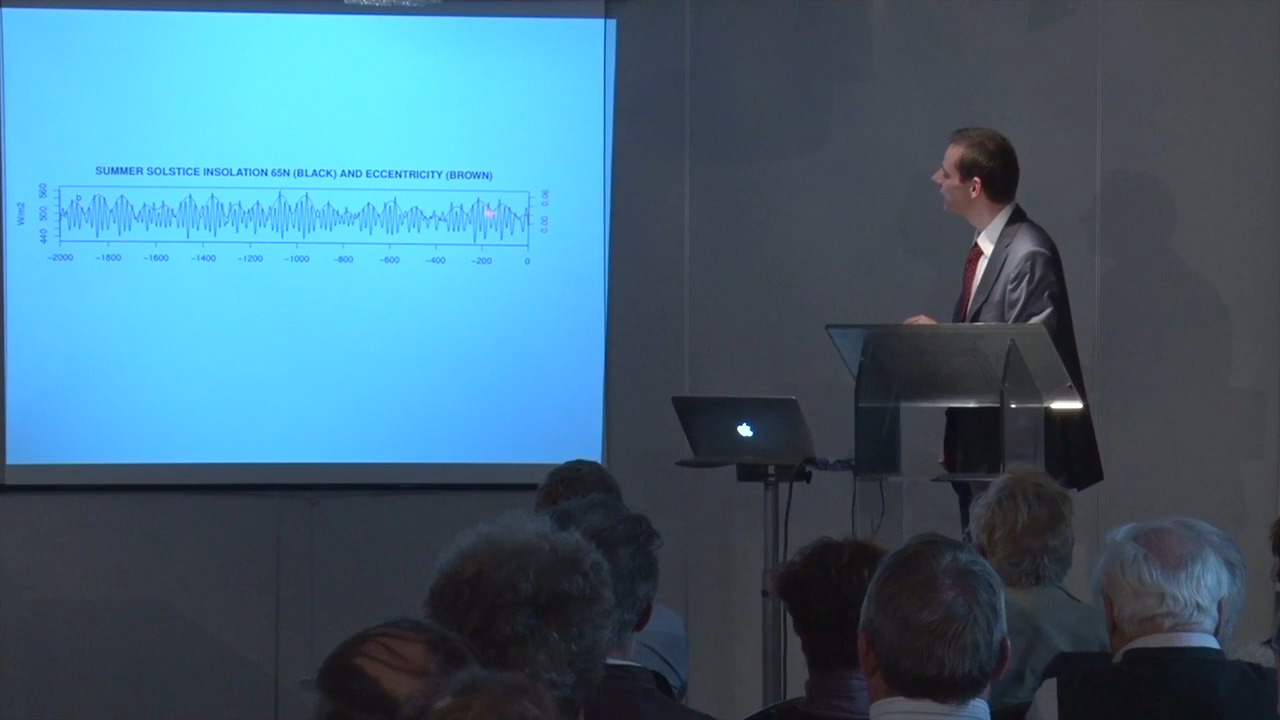 SUMMER SOLSTICE INSOLATION 65N (BLACK) AND ECCENTRICITY (BROWN)
W/m2
560
500
440
0.06
0.00
−2000 −1800 −1600 −1400 −1200 −1000 −800 −600 −400 −200 0